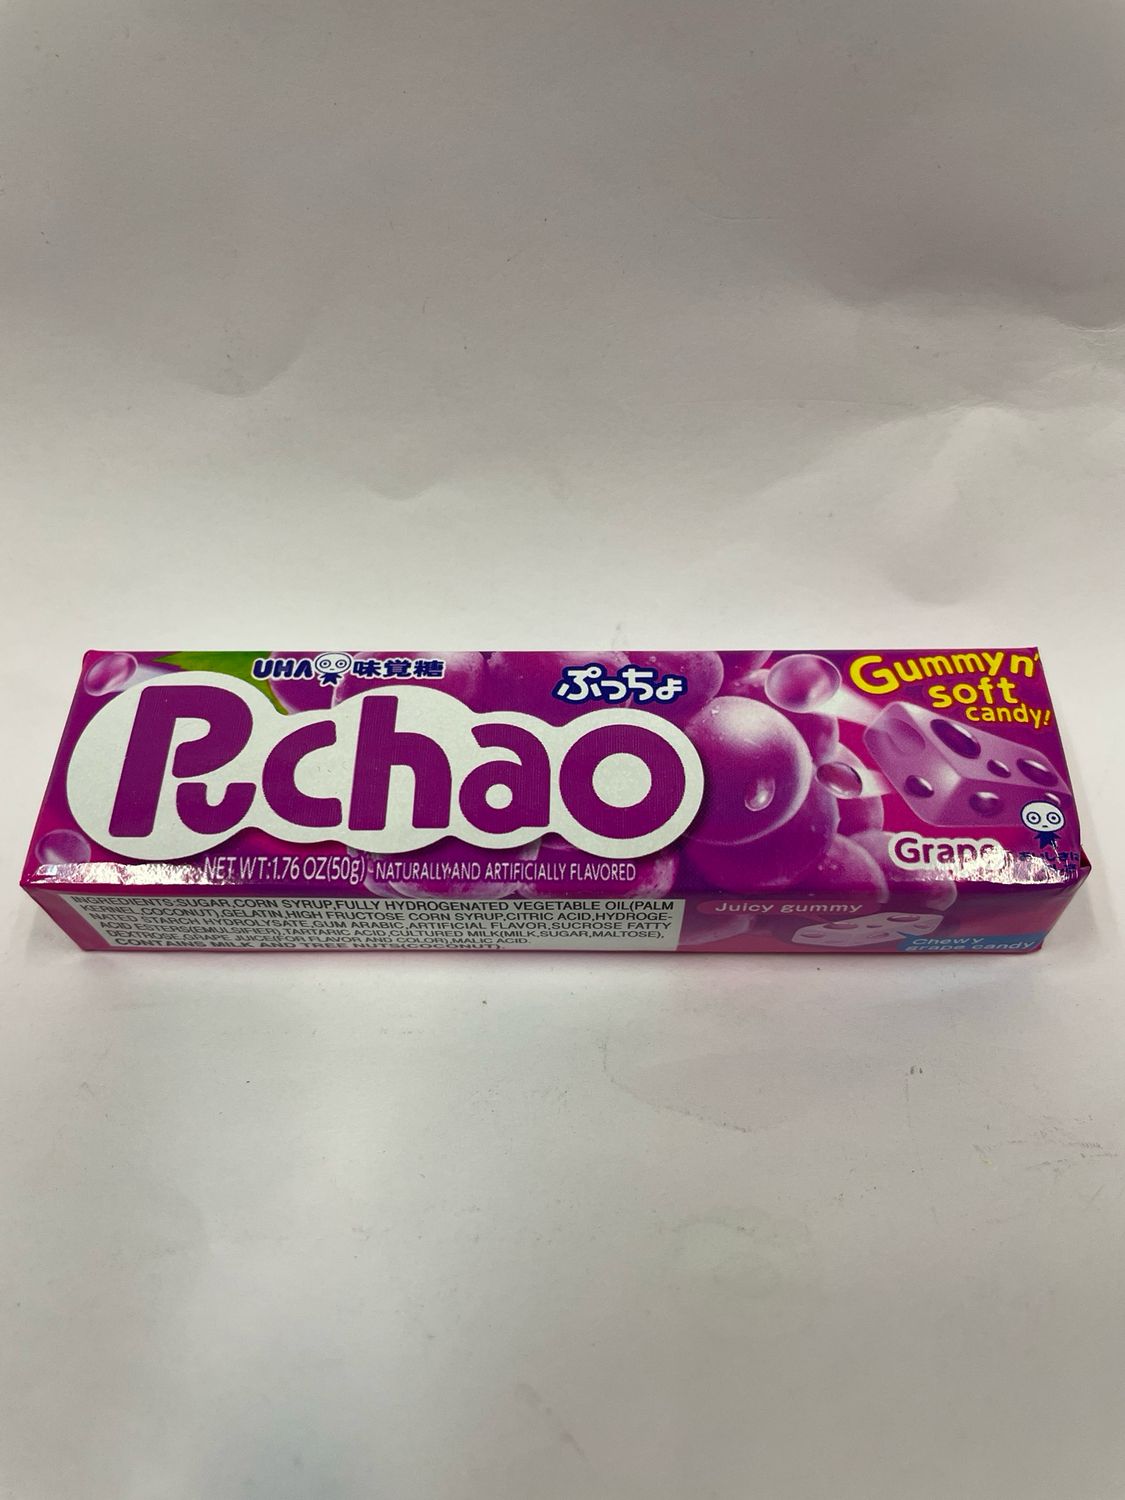 UHA味覚糖
ぷっちょ
Gummy n'
soft
candy!
Puchao
Grape
NET WT:1.76 OZ(50g) NATURALLY AND ARTIFICIALLY FLAVORED
INGREDIENTS:SUGAR,CORN SYRUP,FULLY HYDROGENATED VEGETABLE OIL(PALM
KERNEL, COCONUT),GELATIN,HIGH FRUCTOSE CORN SYRUP,CITRIC ACID,HYDROGE-
NATED STARCH HYDROLYSATE,GUM ARABIC,ARTIFICIAL FLAVOR,SUCROSE FATTY
ACID ESTERS(EMULSIFIER),TARTARIC ACID,CULTURED MILK(MILK,SUGAR,MALTOSE),
DEXTROSE,GRAPE JUICE(FOR FLAVOR AND COLOR),MALIC ACID.
CONTAINS MILK AND TREE NUTS(COCONUT).
Juicy gummy
Chewy
grape candy